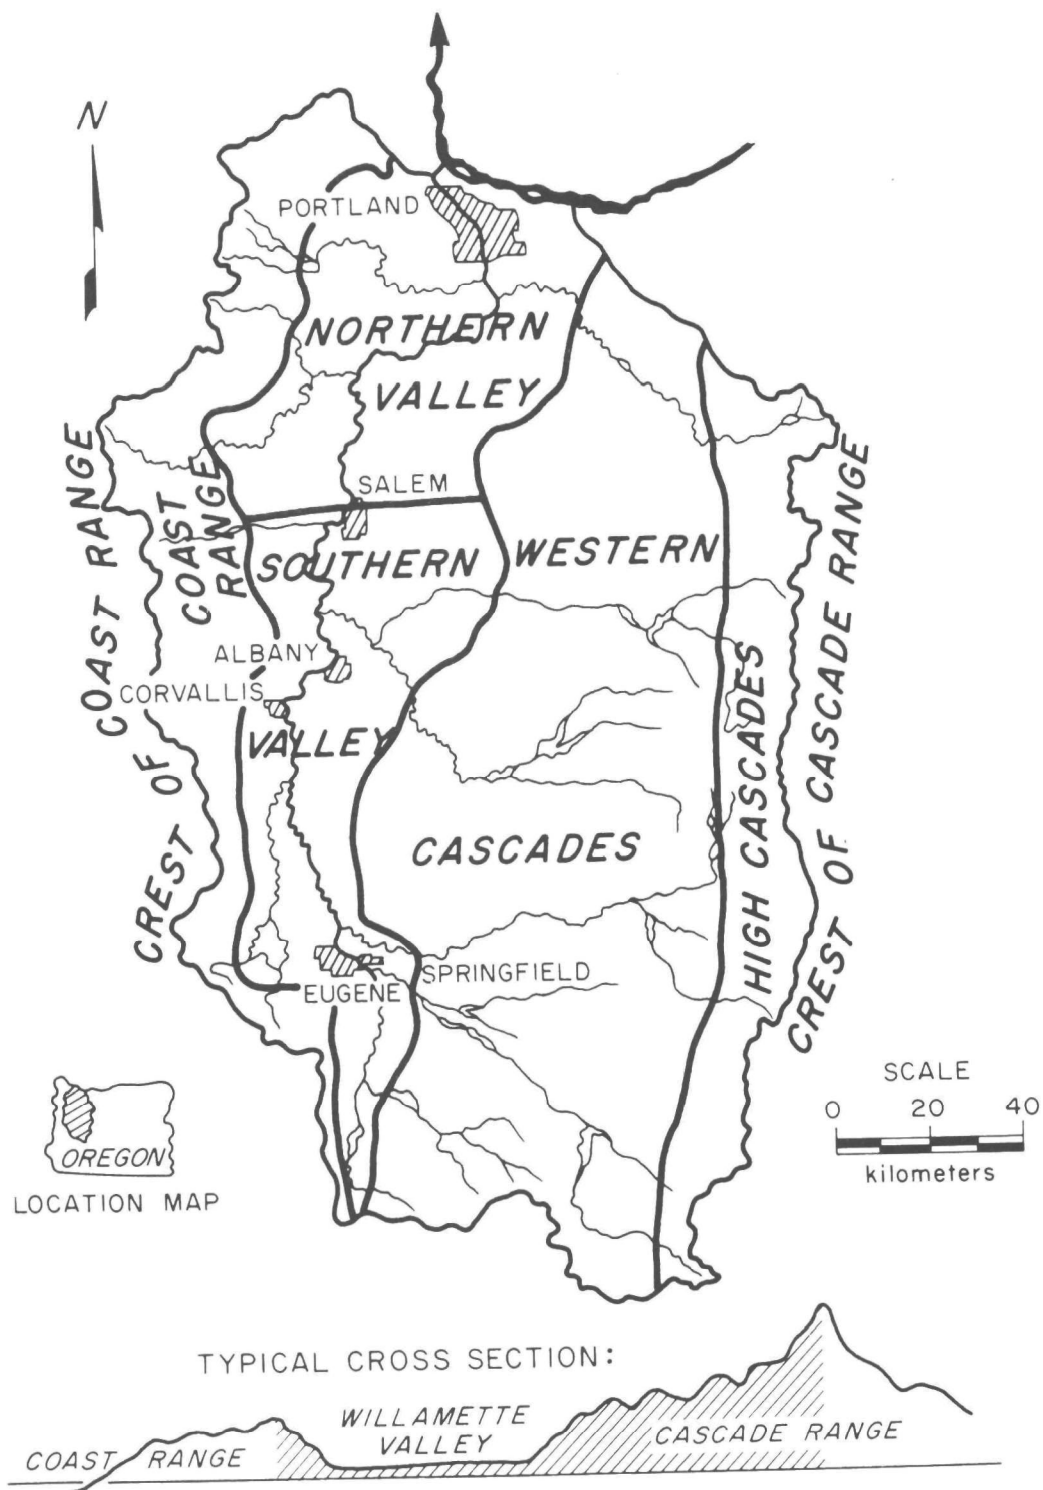 N
PORTLAND
NORTHERN
VALLEY
SALEM
SOUTHERN
WESTERN
COAST
RANGE
CREST OF COAST RANGE
ALBANY
CORVALLIS
VALLEY
CASCADES
HIGH CASCADES
CREST OF CASCADE RANGE
SPRINGFIELD
EUGENE
SCALE
0 20 40
kilometers
OREGON
LOCATION MAP
TYPICAL CROSS SECTION:
WILLAMETTE
VALLEY
COAST RANGE
CASCADE RANGE